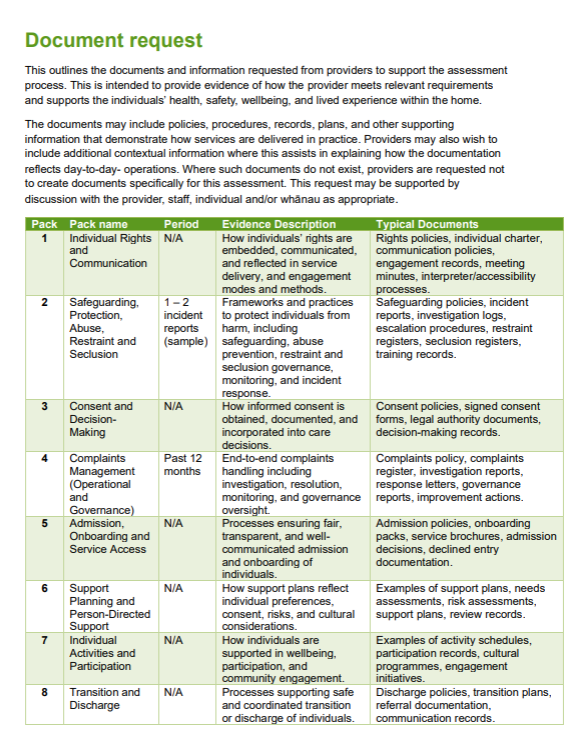 Document request
This outlines the documents and information requested from providers to support the assessment
process. This is intended to provide evidence of how the provider meets relevant requirements
and supports the individuals' health, safety, wellbeing, and lived experience within the home.
The documents may include policies, procedures, records, plans, and other supporting
information that demonstrate how services are delivered in practice. Providers may also wish to
include additional contextual information where this assists in explaining how the documentation
reflects day-to-day- operations. Where such documents do not exist, providers are requested not
to create documents specifically for this assessment. This request may be supported by
discussion with the provider, staff, individual and/or whānau as appropriate.
Pack Pack name Period Evidence Description Typical Documents
1 Individual Rights N/A How individuals' rights are Rights policies, individual charter,
and embedded, communicated, communication policies,
Communication and reflected in service engagement records, meeting
delivery, and engagement minutes, interpreter/accessibility
modes and methods. processes.
2 Safeguarding, 1 – 2 Frameworks and practices Safeguarding policies, incident
Protection, incident to protect individuals from reports, investigation logs,
Abuse, reports harm, including escalation procedures, restraint
Restraint and (sample) safeguarding, abuse registers, seclusion registers,
Seclusion prevention, restraint and training records.
seclusion governance,
monitoring, and incident
response.
3 Consent and N/A How informed consent is Consent policies, signed consent
Decision- obtained, documented, and forms, legal authority documents,
Making incorporated into care decision-making records.
decisions.
4 Complaints Past 12 End-to-end complaints Complaints policy, complaints
Management months handling including register, investigation reports,
(Operational investigation, resolution, response letters, governance
and monitoring, and governance reports, improvement actions.
Governance) oversight.
5 Admission, N/A Processes ensuring fair, Admission policies, onboarding
Onboarding and transparent, and well- packs, service brochures, admission
Service Access communicated admission decisions, declined entry
and onboarding of documentation.
individuals.
6 Support N/A How support plans reflect Examples of support plans, needs
Planning and individual preferences, assessments, risk assessments,
Person-Directed consent, risks, and cultural support plans, review records.
Support considerations.
7 Individual N/A How individuals are Examples of activity schedules,
Activities and supported in wellbeing, participation records, cultural
Participation participation, and programmes, engagement
community engagement. initiatives.
8 Transition and N/A Processes supporting safe Discharge policies, transition plans,
Discharge and coordinated transition referral documentation,
or discharge of individuals. communication records.